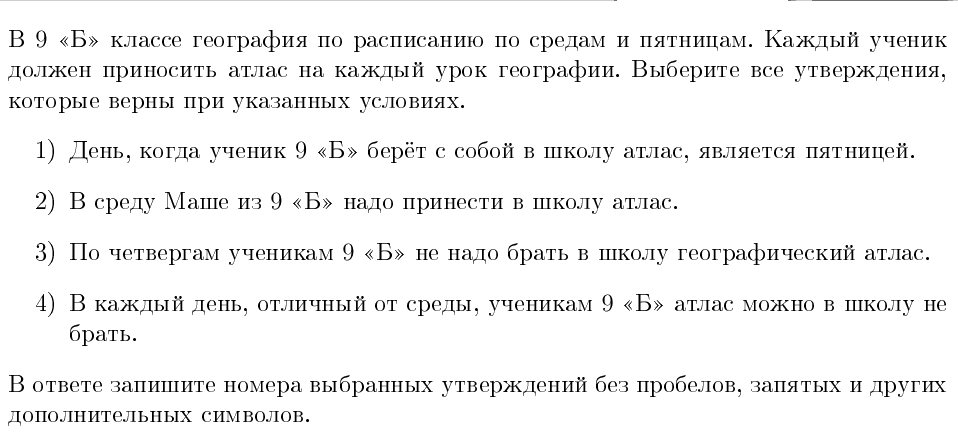 В 9 «Б» классе география по расписанию по средам и пятницам. Каждый ученик
должен приносить атлас на каждый урок географии. Выберите все утверждения,
которые верны при указанных условиях.
1) День, когда ученик 9 «Б» берёт с собой в школу атлас, является пятницей.
2) В среду Маше из 9 «Б» надо принести в школу атлас.
3) По четвергам ученикам 9 «Б» не надо брать в школу географический атлас.
4) В каждый день, отличный от среды, ученикам 9 «Б» атлас можно в школу не
брать.
В ответе запишите номера выбранных утверждений без пробелов, запятых и других
дополнительных символов.